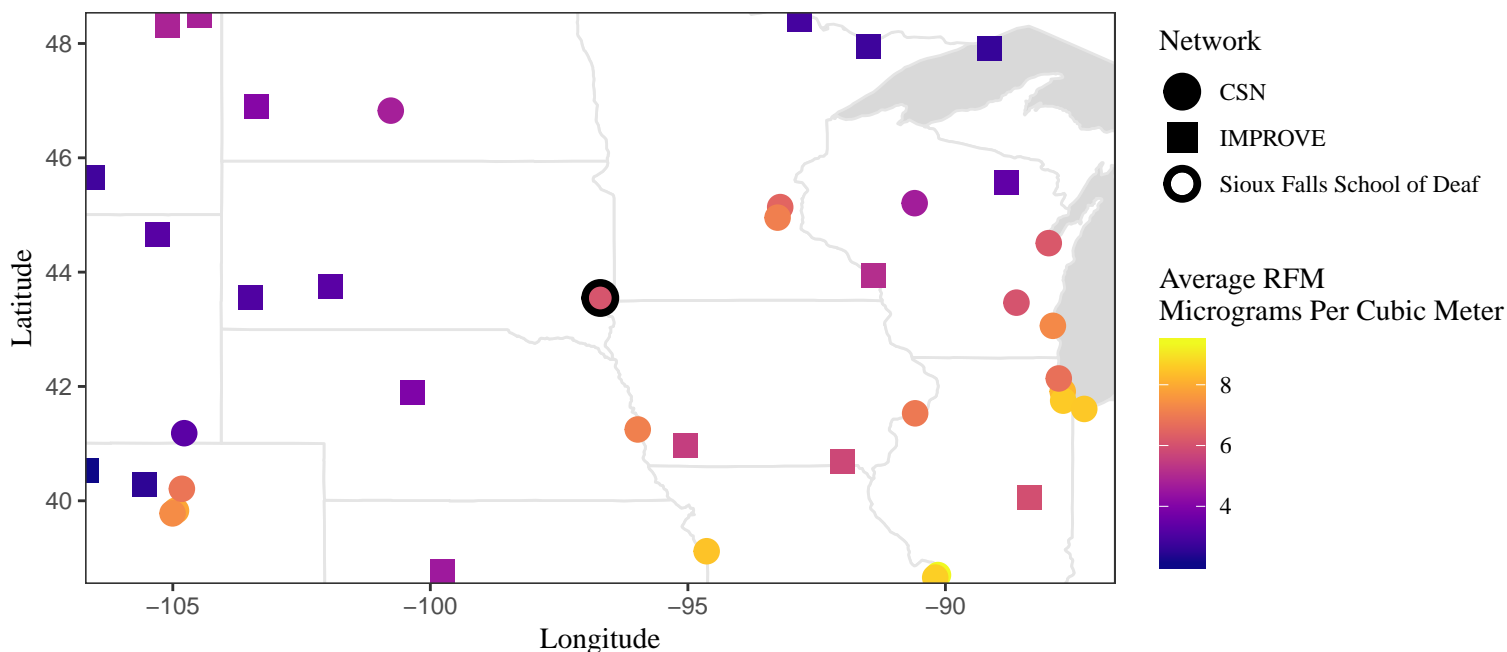 48
46
44
42
40
Latitude
−105
−100
−95
−90
Longitude
Network
CSN
IMPROVE
Sioux Falls School of Deaf
Average RFM
Micrograms Per Cubic Meter
8
6
4